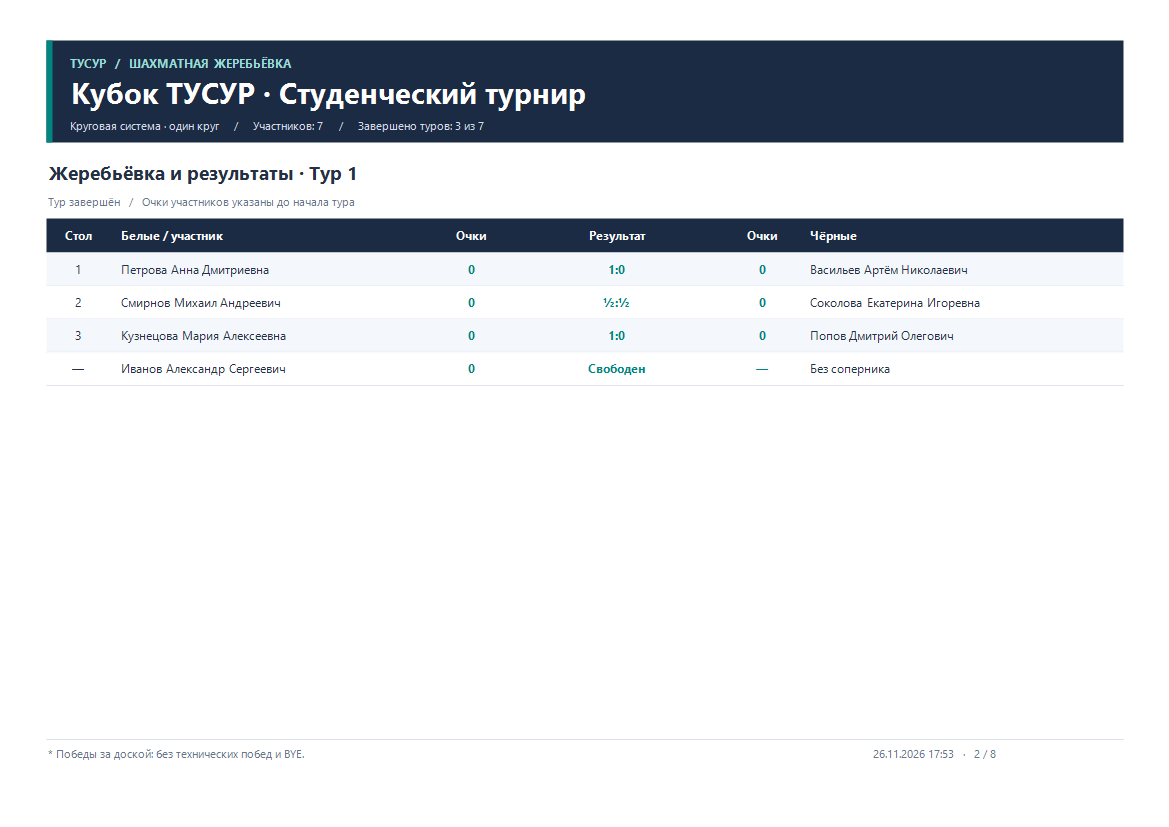 ТУСУР / ШАХМАТНАЯ ЖЕРЕБЬЁВКА
Кубок ТУСУР · Студенческий турнир
Круговая система · один круг / Участников: 7 / Завершено туров: 3 из 7
Жеребьёвка и результаты · Тур 1
Тур завершён / Очки участников указаны до начала тура
Стол Белые / участник Очки Результат Очки Чёрные
1 Петрова Анна Дмитриевна 0 1:0 0 Васильев Артём Николаевич
2 Смирнов Михаил Андреевич 0 ½:½ 0 Соколова Екатерина Игоревна
3 Кузнецова Мария Алексеевна 0 1:0 0 Попов Дмитрий Олегович
— Иванов Александр Сергеевич 0 Свободен — Без соперника
* Победы за доской: без технических побед и BYE. 26.11.2026 17:53 · 2 / 8